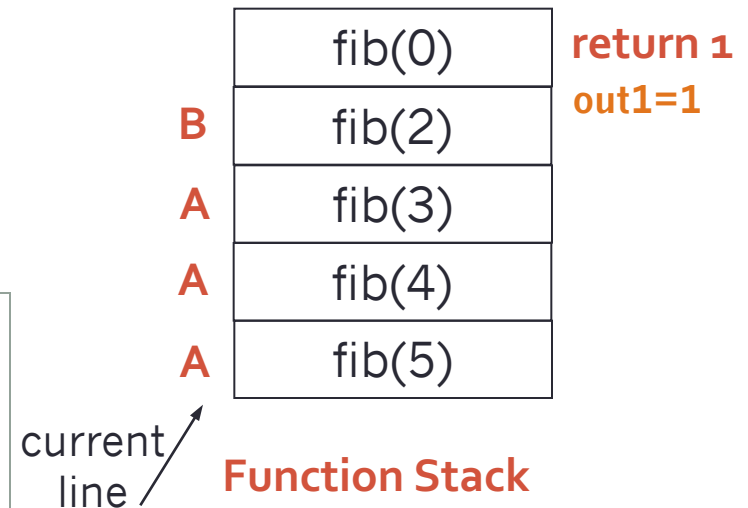 fib(0) return 1
out1=1
B fib(2)
A fib(3)
A fib(4)
A fib(5)
current
line
Function Stack